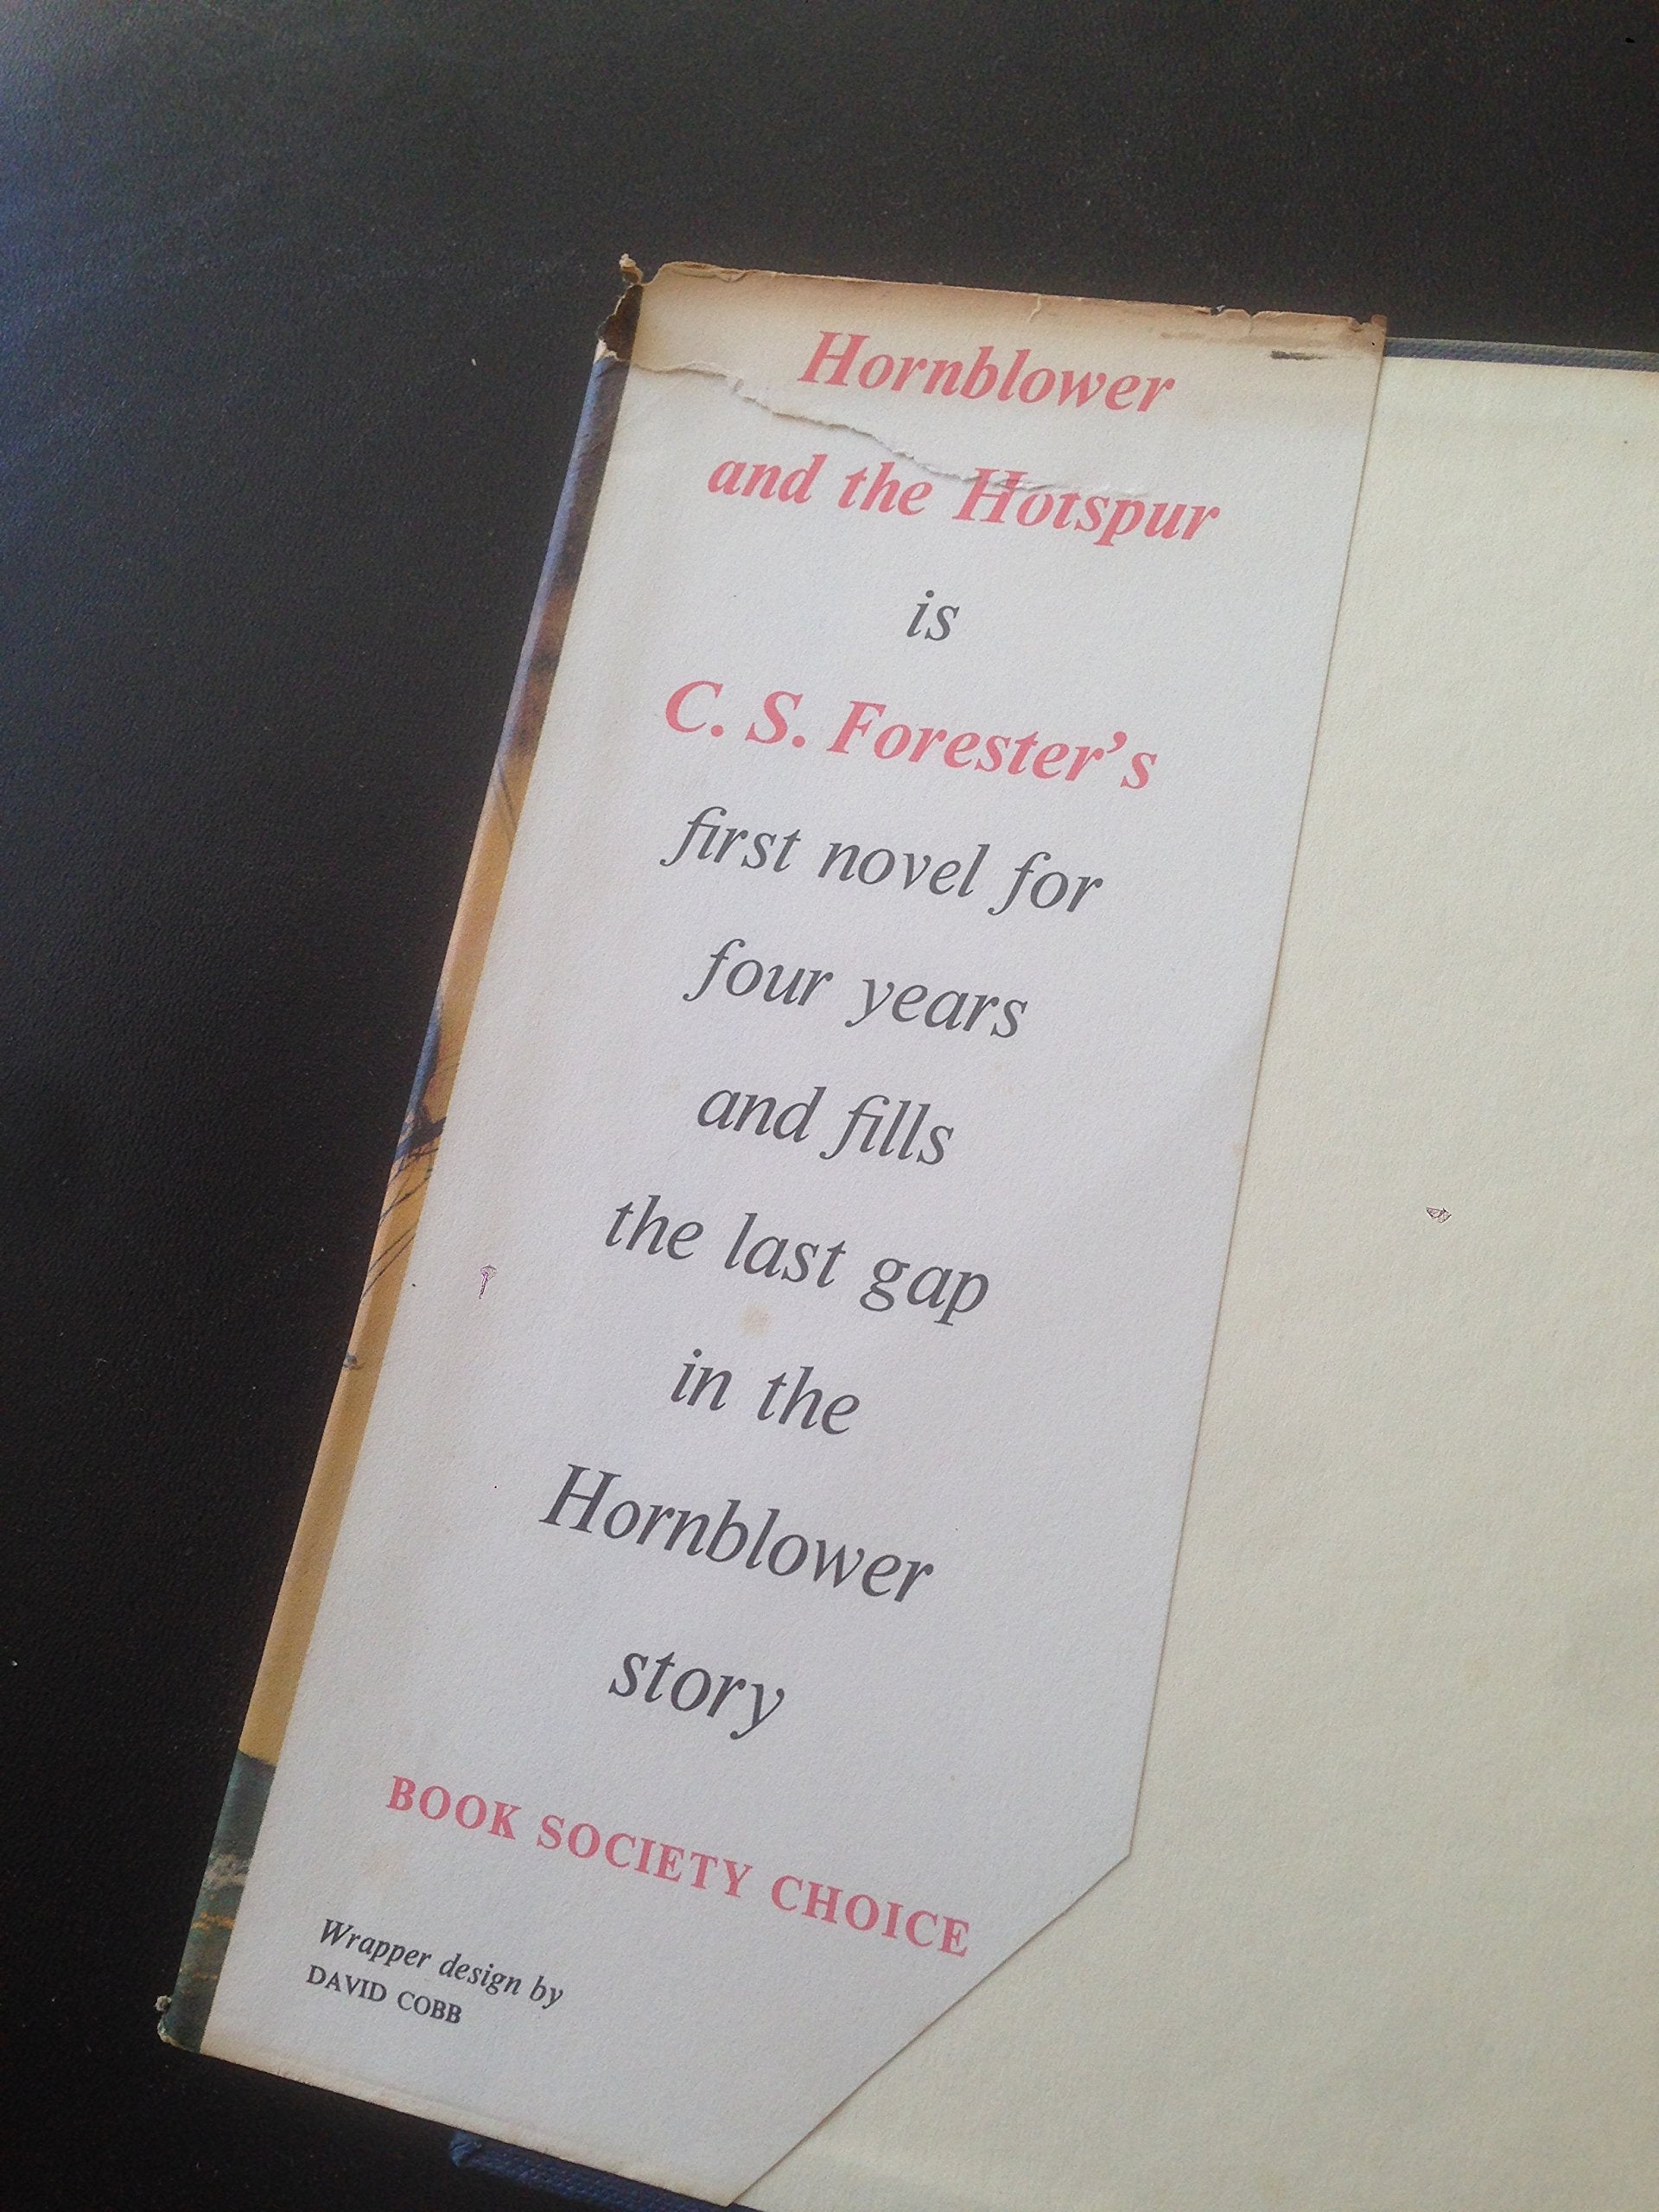 Hornblower
and the Hotspur
is
C. S. Forester's
first novel for
four years
and fills
the last gap
in the
Hornblower
story
BOOK SOCIETY CHOICE
Wrapper design by
DAVID COBB